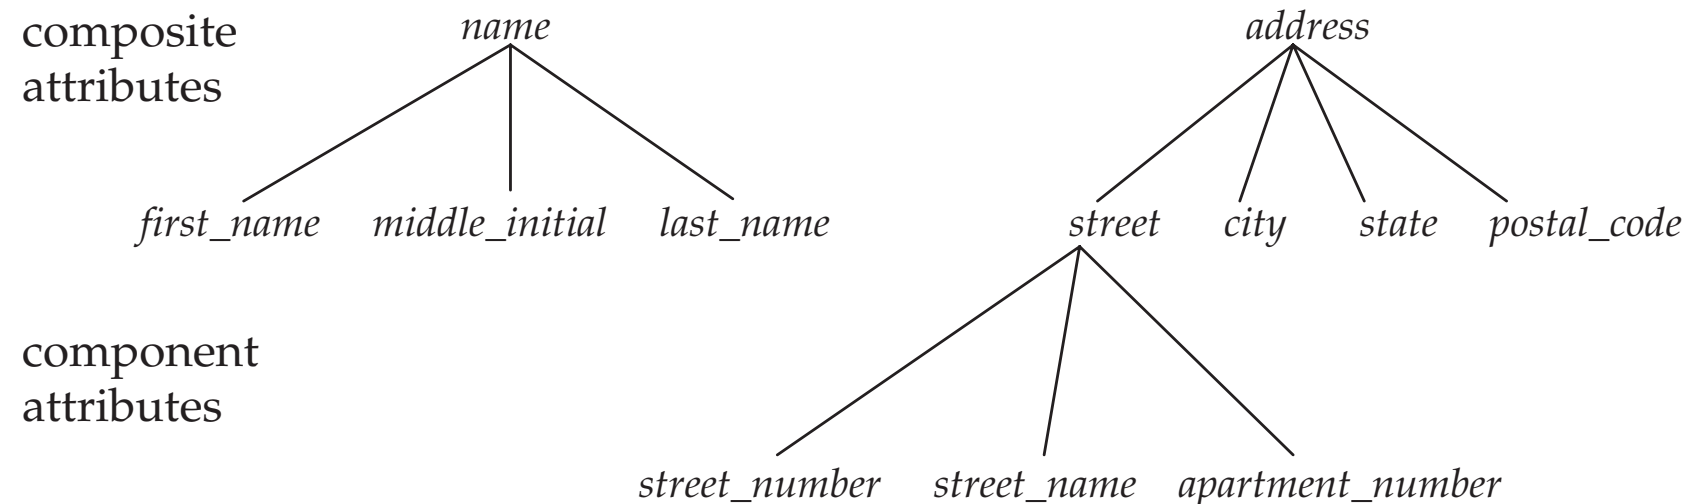 composite
attributes
name
address
first_name middle_initial last_name
street city state postal_code
component
attributes
street_number street_name apartment_number